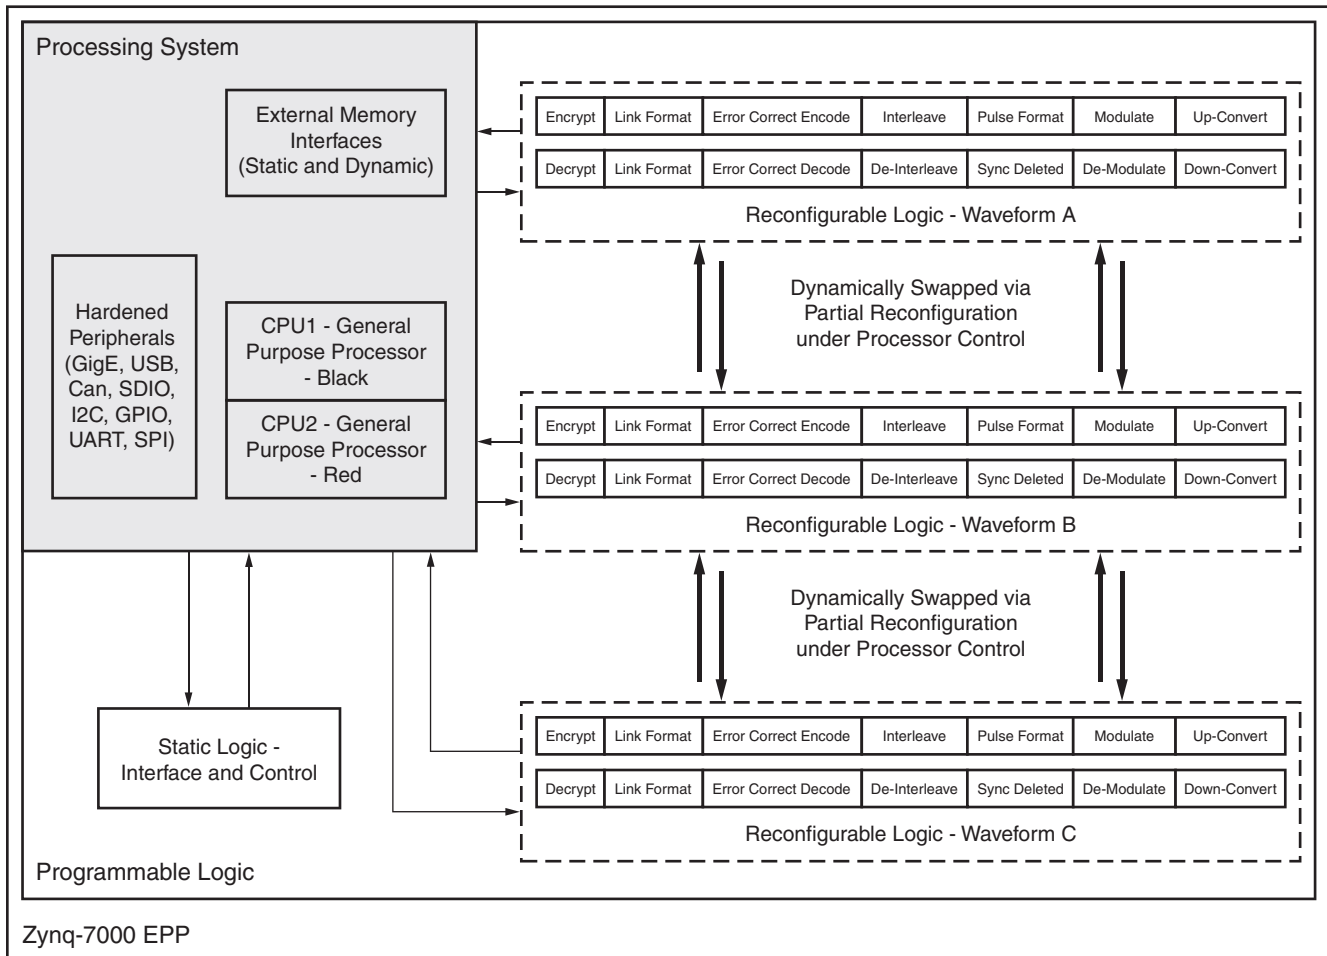 Processing System
External Memory
Interfaces
(Static and Dynamic)
Hardened
Peripherals
(GigE, USB,
Can, SDIO,
I2C, GPIO,
UART, SPI)
CPU1 - General
Purpose Processor
- Black
CPU2 - General
Purpose Processor
- Red
Encrypt Link Format Error Correct Encode Interleave Pulse Format Modulate Up-Convert
Decrypt Link Format Error Correct Decode De-Interleave Sync Deleted De-Modulate Down-Convert
Reconfigurable Logic - Waveform A
Dynamically Swapped via
Partial Reconfiguration
under Processor Control
Encrypt Link Format Error Correct Encode Interleave Pulse Format Modulate Up-Convert
Decrypt Link Format Error Correct Decode De-Interleave Sync Deleted De-Modulate Down-Convert
Reconfigurable Logic - Waveform B
Dynamically Swapped via
Partial Reconfiguration
under Processor Control
Encrypt Link Format Error Correct Encode Interleave Pulse Format Modulate Up-Convert
Decrypt Link Format Error Correct Decode De-Interleave Sync Deleted De-Modulate Down-Convert
Reconfigurable Logic - Waveform C
Static Logic -
Interface and Control
Programmable Logic
Zynq-7000 EPP